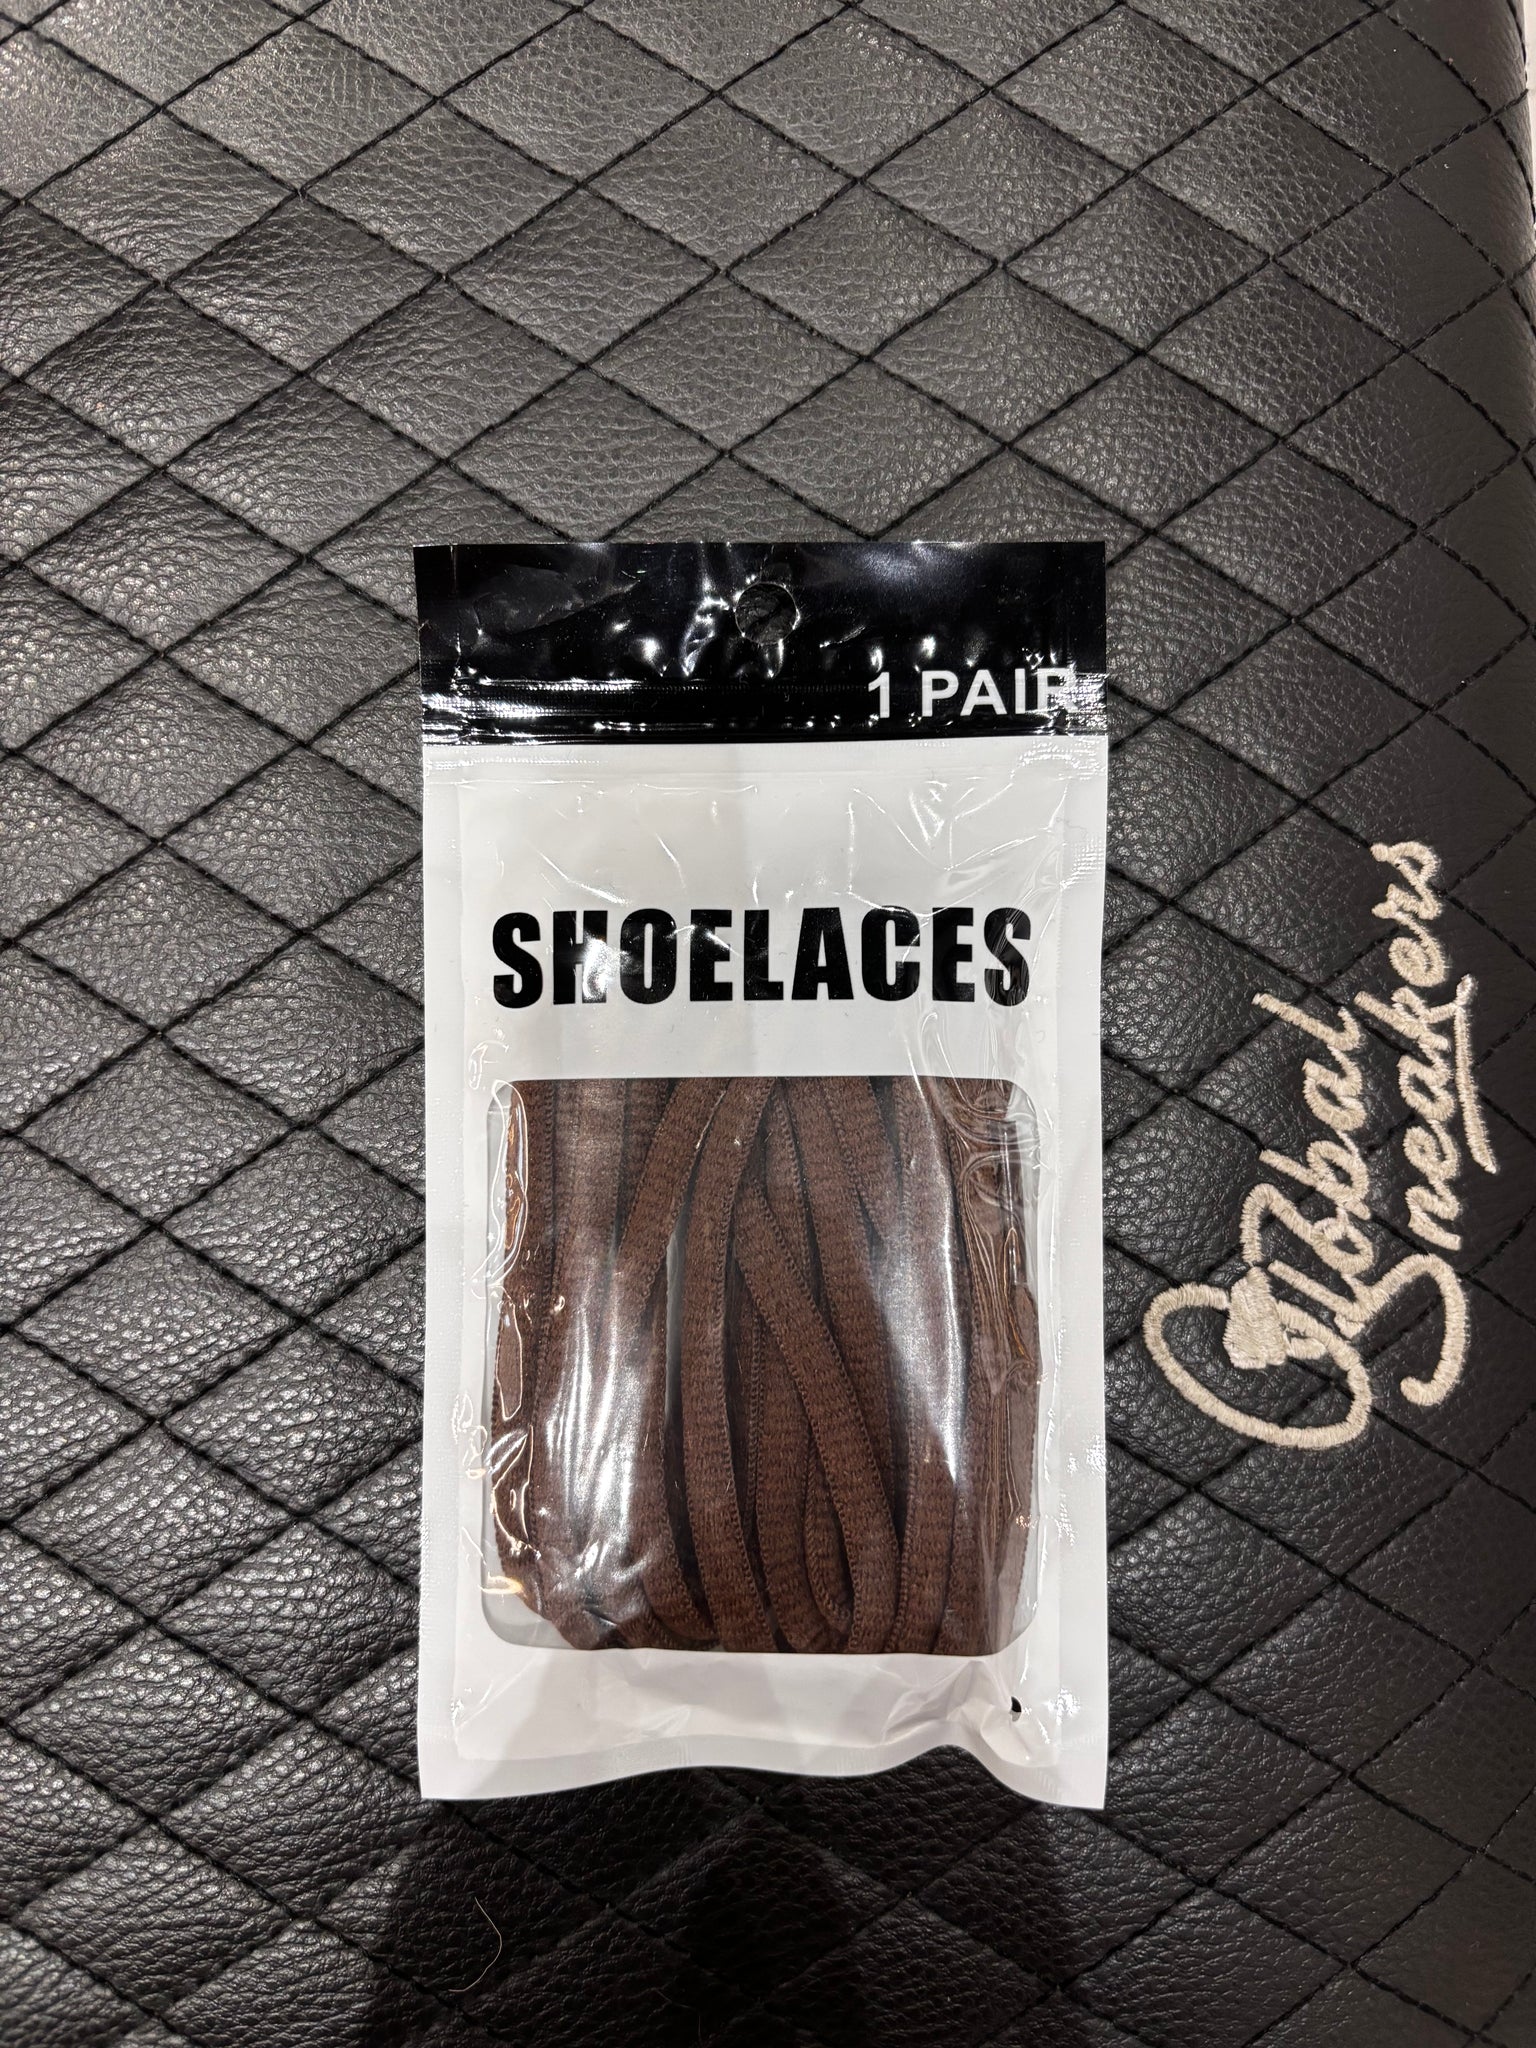 1 PAIR
SHOELACES
Global
Sneakers